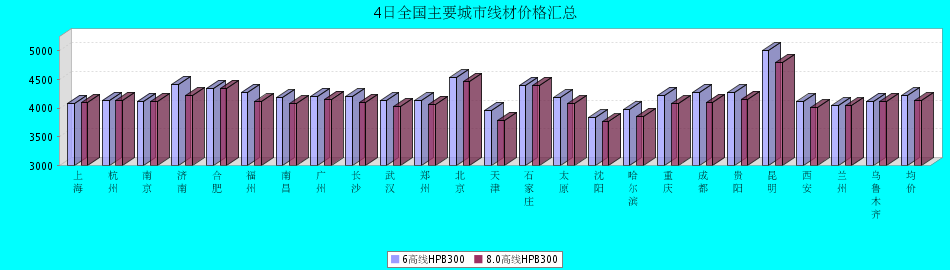 4日全国主要城市线材价格汇总
5000
4500
4000
3500
3000
上海 杭州 南京 济南 合肥 福州 南昌 广州 长沙 武汉 郑州 北京 天津 石家庄 太原 沈阳 哈尔滨 重庆 成都 贵阳 昆明 西安 兰州 乌鲁木齐 均价
6高线HPB300 8.0高线HPB300